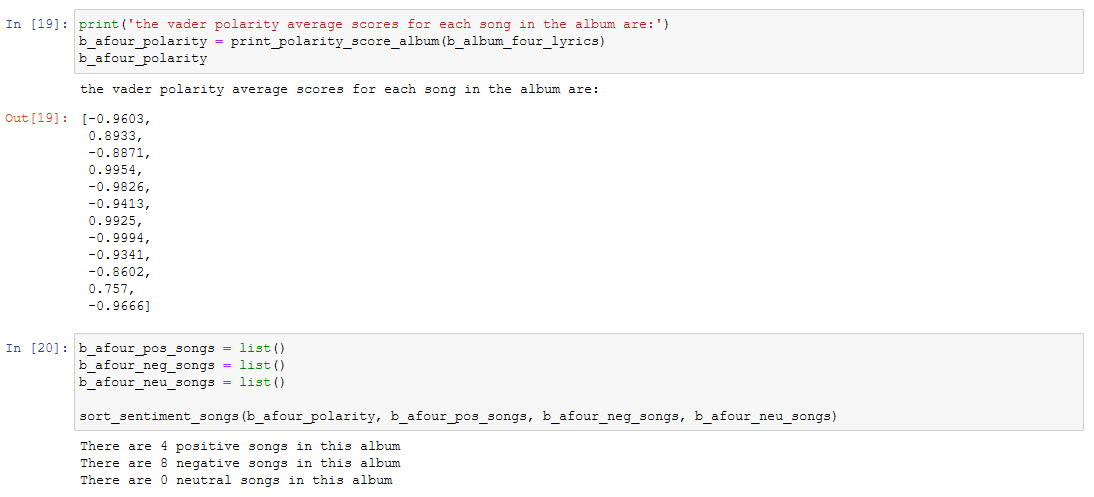 In [19]: print('the vader polarity average scores for each song in the album are:')
b_afour_polarity = print_polarity_score_album(b_album_four_lyrics)
b_afour_polarity
the vader polarity average scores for each song in the album are:
Out[19]: [-0.9603,
0.8933,
-0.8871,
0.9954,
-0.9826,
-0.9413,
0.9925,
-0.9994,
-0.9341,
-0.8602,
0.757,
-0.9666]
In [20]: b_afour_pos_songs = list()
b_afour_neg_songs = list()
b_afour_neu_songs = list()
sort_sentiment_songs(b_afour_polarity, b_afour_pos_songs, b_afour_neg_songs, b_afour_neu_songs)
There are 4 positive songs in this album
There are 8 negative songs in this album
There are 0 neutral songs in this album